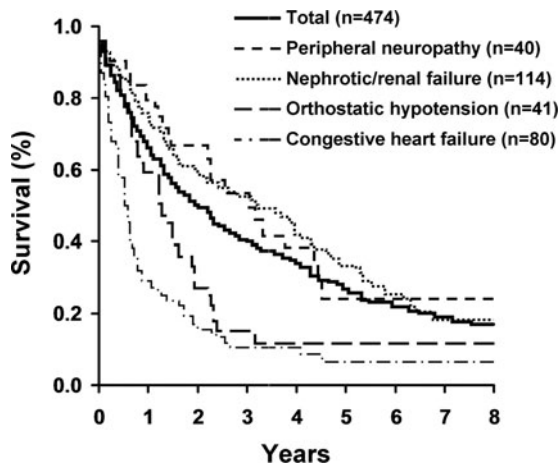 Total (n=474)
Peripheral neuropathy (n=40)
Nephrotic/renal failure (n=114)
Orthostatic hypotension (n=41)
Congestive heart failure (n=80)
Survival (%)
1.0
0.8
0.6
0.4
0.2
0.0
0 1 2 3 4 5 6 7 8
Years